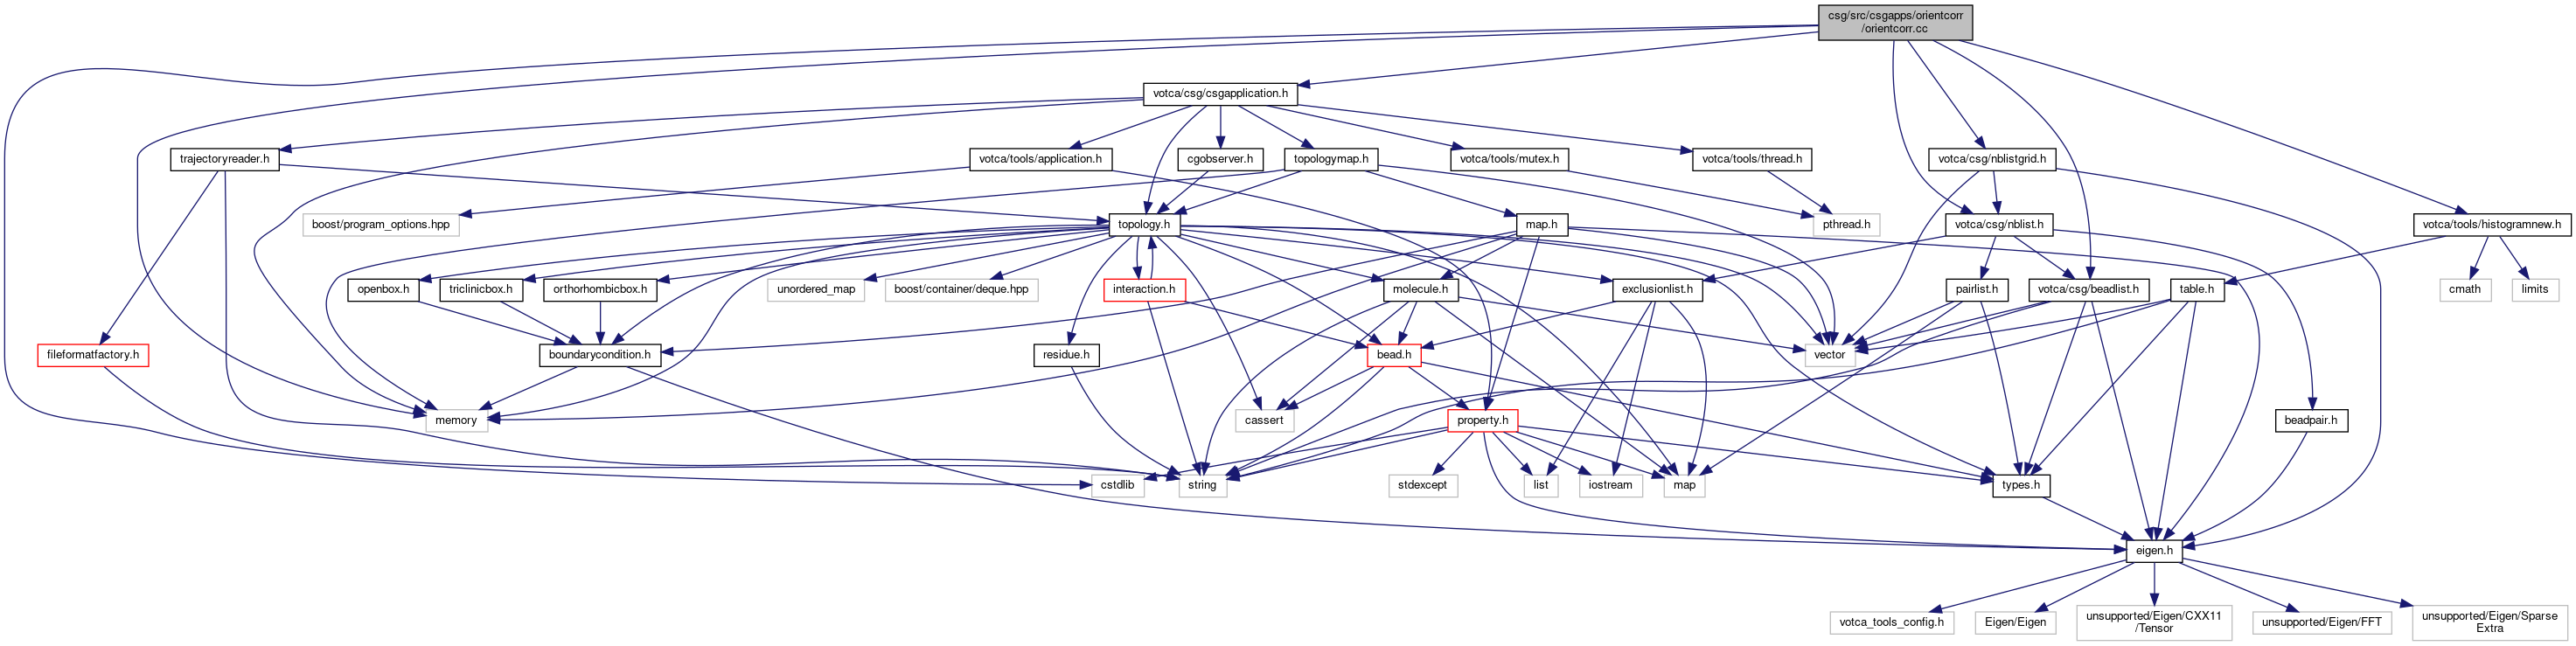 csg/src/csgapps/orientcorr
/orientcorr.cc
votca/csg/csgapplication.h
trajectoryreader.h
votca/tools/application.h
cgobserver.h
topologymap.h
votca/tools/mutex.h
votca/tools/thread.h
votca/csg/nblistgrid.h
boost/program_options.hpp
topology.h
map.h
pthread.h
votca/csg/nblist.h
votca/tools/histogramnew.h
openbox.h
triclinicbox.h
orthorhombicbox.h
unordered_map
boost/container/deque.hpp
interaction.h
molecule.h
exclusionlist.h
pairlist.h
votca/csg/beadlist.h
table.h
cmath
limits
fileformatfactory.h
boundarycondition.h
residue.h
bead.h
vector
memory
cassert
property.h
beadpair.h
cstdlib
string
stdexcept
list
iostream
map
types.h
eigen.h
votca_tools_config.h
Eigen/Eigen
unsupported/Eigen/CXX11
/Tensor
unsupported/Eigen/FFT
unsupported/Eigen/Sparse
Extra